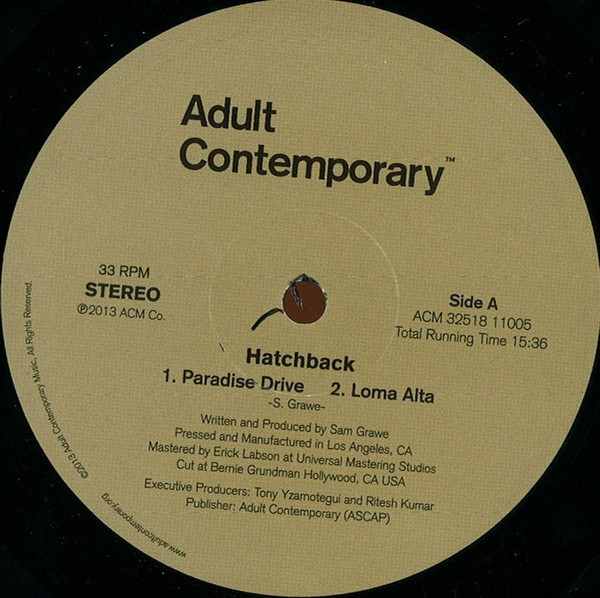 Adult
Contemporary™
33 RPM
STEREO
℗2013 ACM Co.
Side A
ACM 32518 11005
Total Running Time 15:36
Hatchback
1. Paradise Drive 2. Loma Alta
-S. Grawe-
Written and Produced by Sam Grawe
Pressed and Manufactured in Los Angeles, CA
Mastered by Erick Labson at Universal Mastering Studios
Cut at Bernie Grundman Hollywood, CA USA
Executive Producers: Tony Yzarnotegui and Ritesh Kumar
Publisher: Adult Contemporary (ASCAP)
©2013 Adult Contemporary Music, All Rights Reserved.
www.adultcontemporary.org